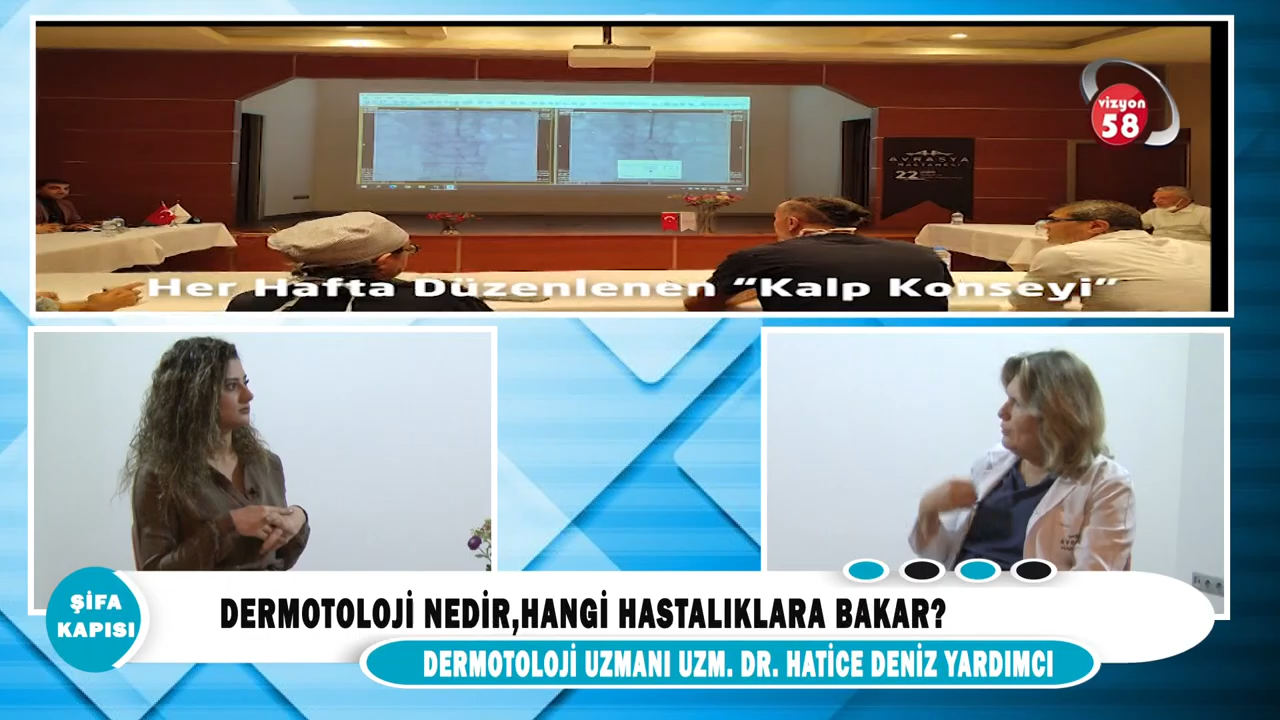 vizyon
58
AVRASYA
HASTANESİ
22
Her Hafta Düzenlenen “Kalp Konseyi”
ŞİFA
KAPISI
DERMOTOLOJİ NEDİR,HANGİ HASTALIKLARA BAKAR?
DERMOTOLOJİ UZMANI UZM. DR. HATİCE DENİZ YARDIMCI